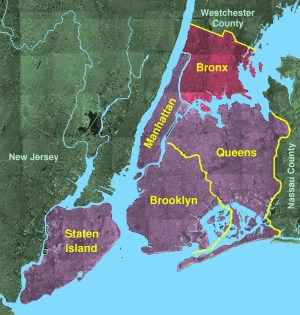 Westchester
County
Bronx
Manhattan
New Jersey
Queens
Nassau County
Brooklyn
Staten
Island